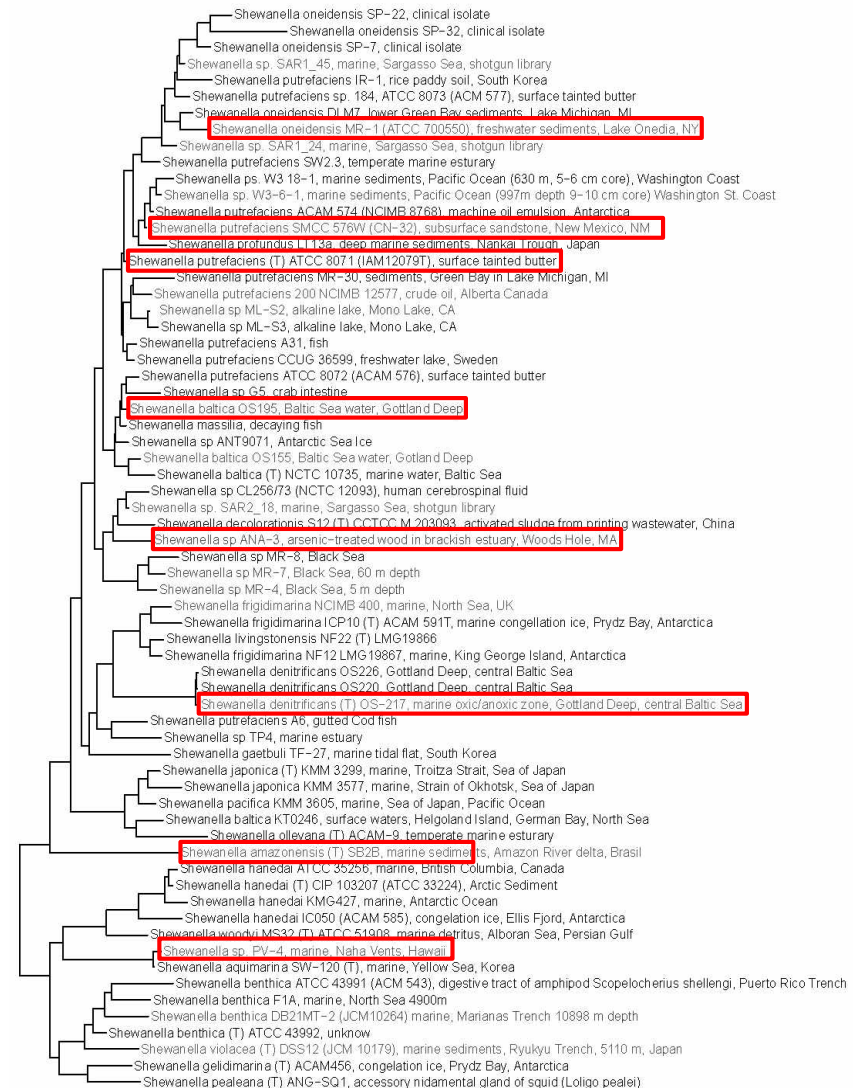 Shewanella oneidensis SP-22, clinical isolate
Shewanella oneidensis SP-32, clinical isolate
Shewanella oneidensis SP-7, clinical isolate
Shewanella sp. SAR1_45, marine, Sargasso Sea, shotgun library
Shewanella putrefaciens IR-1, rice paddy soil, South Korea
Shewanella putrefaciens sp. 184, ATCC 8073 (ACM 577), surface tainted butter
Shewanella oneidensis DLM7, lower Green Bay sediments, Lake Michigan, MI
Shewanella oneidensis MR-1 (ATCC 700550), freshwater sediments, Lake Onedia, NY
Shewanella sp. SAR1_24, marine, Sargasso Sea, shotgun library
Shewanella putrefaciens SW2.3, temperate marine esturary
Shewanella ps. W3 18-1, marine sediments, Pacific Ocean (630 m, 5-6 cm core), Washington Coast
Shewanella sp. W3-6-1, marine sediments, Pacific Ocean (997m depth 9-10 cm core) Washington St. Coast
Shewanella putrefaciens ACAM 574 (NCIMB 8768), machine oil emulsion, Antarctica
Shewanella putrefaciens SMCC 576W (CN-32), subsurface sandstone, New Mexico, NM
Shewanella profundus LT13a, deep marine sediments, Nankai Trough, Japan
Shewanella putrefaciens (T) ATCC 8071 (IAM12079T), surface tainted butter
Shewanella putrefaciens MR-30, sediments, Green Bay in Lake Michigan, MI
Shewanella putrefaciens 200 NCIMB 12577, crude oil, Alberta Canada
Shewanella sp ML-S2, alkaline lake, Mono Lake, CA
Shewanella sp ML-S3, alkaline lake, Mono Lake, CA
Shewanella putrefaciens A31, fish
Shewanella putrefaciens CCUG 36599, freshwater lake, Sweden
Shewanella putrefaciens ATCC 8072 (ACAM 576), surface tainted butter
Shewanella sp G5, crab intestine
Shewanella baltica OS195, Baltic Sea water, Gottland Deep
Shewanella massilia, decaying fish
Shewanella sp ANT9071, Antarctic Sea Ice
Shewanella baltica OS155, Baltic Sea water, Gotland Deep
Shewanella baltica (T) NCTC 10735, marine water, Baltic Sea
Shewanella sp CL256/73 (NCTC 12093), human cerebrospinal fluid
Shewanella sp. SAR2_18, marine, Sargasso Sea, shotgun library
Shewanella decolorationis S12 (T) CCTCC M 203093, activated sludge from printing wastewater, China
Shewanella sp ANA-3, arsenic-treated wood in brackish estuary, Woods Hole, MA
Shewanella sp MR-8, Black Sea
Shewanella sp MR-7, Black Sea, 60 m depth
Shewanella sp MR-4, Black Sea, 5 m depth
Shewanella frigidimarina NCIMB 400, marine, North Sea, UK
Shewanella frigidimarina ICP10 (T) ACAM 591T, marine congellation ice, Prydz Bay, Antarctica
Shewanella livingstonensis NF22 (T) LMG19866
Shewanella frigidimarina NF12 LMG19867, marine, King George Island, Antarctica
Shewanella denitrificans OS226, Gottland Deep, central Baltic Sea
Shewanella denitrificans OS220, Gottland Deep, central Baltic Sea
Shewanella denitrificans (T) OS-217, marine oxic/anoxic zone, Gottland Deep, central Baltic Sea
Shewanella putrefaciens A6, gutted Cod fish
Shewanella sp TP4, marine estuary
Shewanella gaetbuli TF-27, marine tidal flat, South Korea
Shewanella japonica (T) KMM 3299, marine, Troitza Strait, Sea of Japan
Shewanella japonica KMM 3577, marine, Strain of Okhotsk, Sea of Japan
Shewanella pacifica KMM 3605, marine, Sea of Japan, Pacific Ocean
Shewanella baltica KT0246, surface waters, Helgoland Island, German Bay, North Sea
Shewanella olleyana (T) ACAM-9, temperate marine esturary
Shewanella amazonensis (T) SB2B, marine sediments, Amazon River delta, Brasil
Shewanella hanedai ATCC 35256, marine, British Columbia, Canada
Shewanella hanedai (T) CIP 103207 (ATCC 33224), Arctic Sediment
Shewanella hanedai KMG427, marine, Antarctic Ocean
Shewanella hanedai IC050 (ACAM 585), congelation ice, Ellis Fjord, Antarctica
Shewanella woodyi MS32 (T) ATCC 51908, marine detritus, Alboran Sea, Persian Gulf
Shewanella sp. PV-4, marine, Naha Vents, Hawaii
Shewanella aquimarina SW-120 (T), marine, Yellow Sea, Korea
Shewanella benthica ATCC 43991 (ACM 543), digestive tract of amphipod Scopelocherius shellengi, Puerto Rico Trench
Shewanella benthica F1A, marine, North Sea 4900m
Shewanella benthica DB21MT-2 (JCM10264) marine, Marianas Trench 10898 m depth
Shewanella benthica (T) ATCC 43992, unknow
Shewanella violacea (T) DSS12 (JCM 10179), marine sediments, Ryukyu Trench, 5110 m, Japan
Shewanella gelidimarina (T) ACAM456, congelation ice, Prydz Bay, Antarctica
Shewanella pealeana (T) ANG-SQ1, accessory nidamental gland of squid (Loligo pealei)